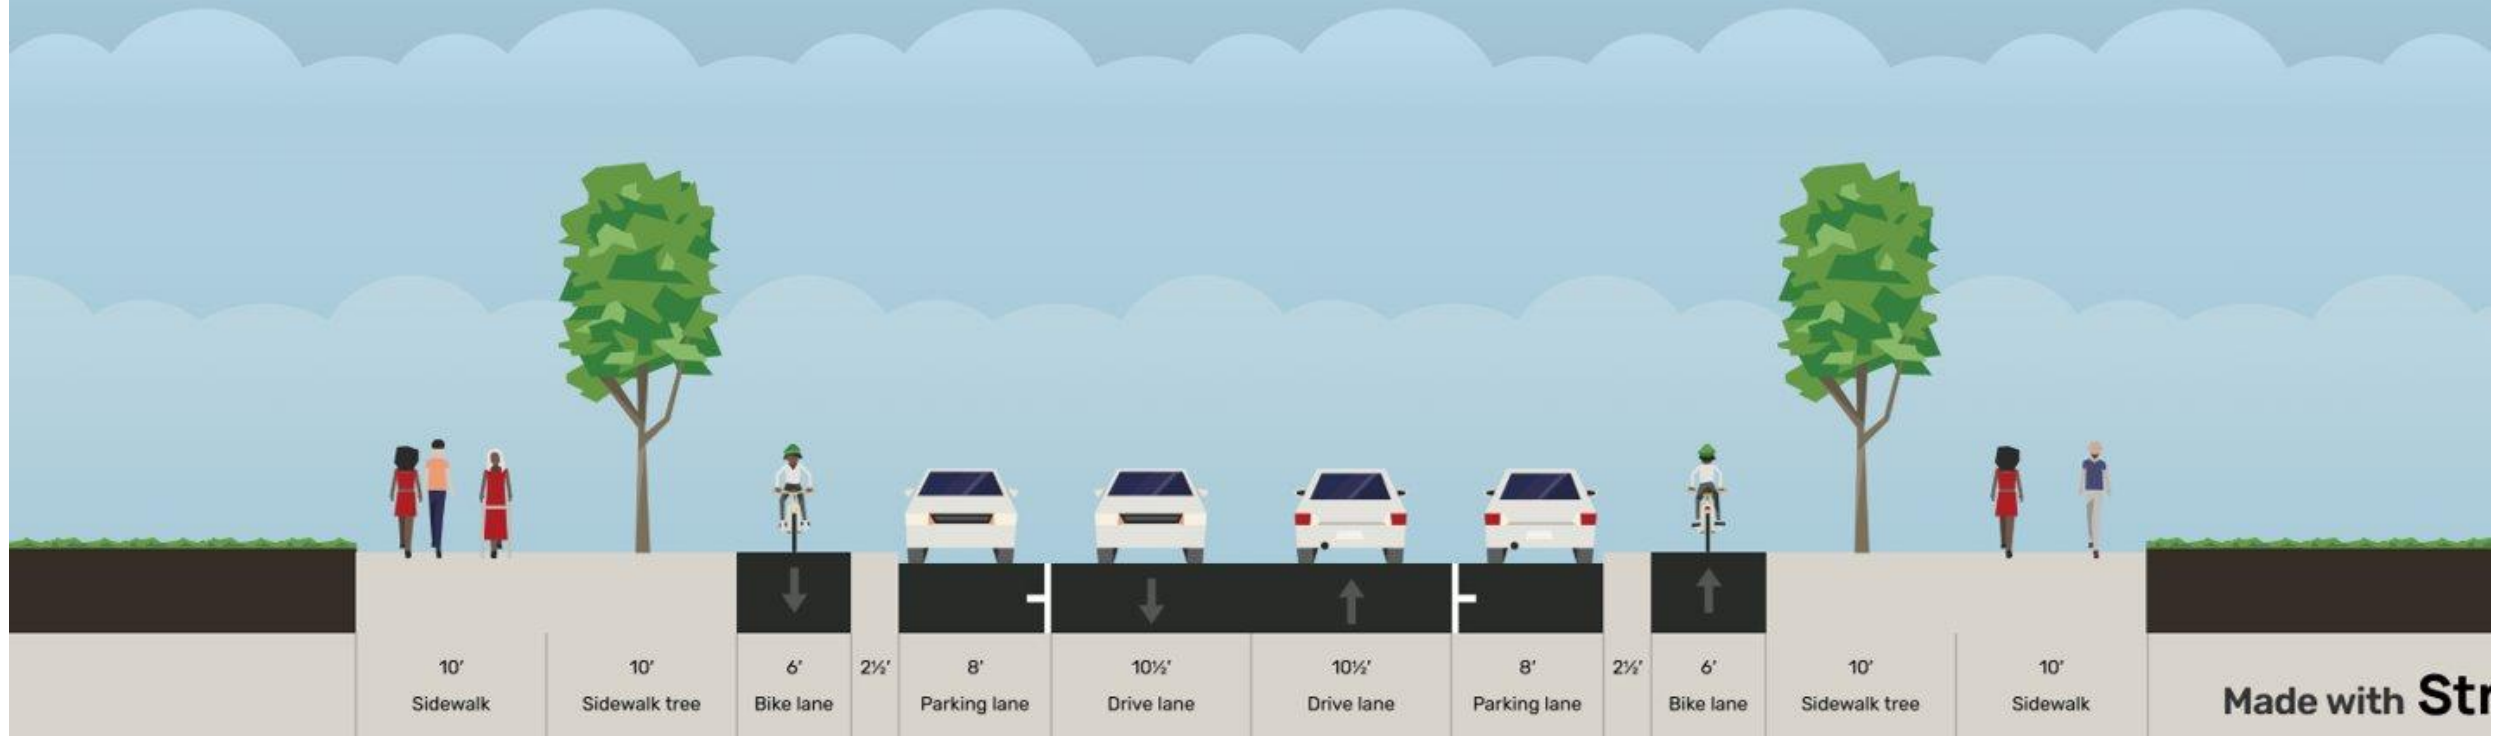 10' 10' 6' 2½' 8' 10½' 10½' 8' 2½' 6' 10' 10'
Sidewalk Sidewalk tree Bike lane Parking lane Drive lane Drive lane Parking lane Bike lane Sidewalk tree Sidewalk
Made with Str